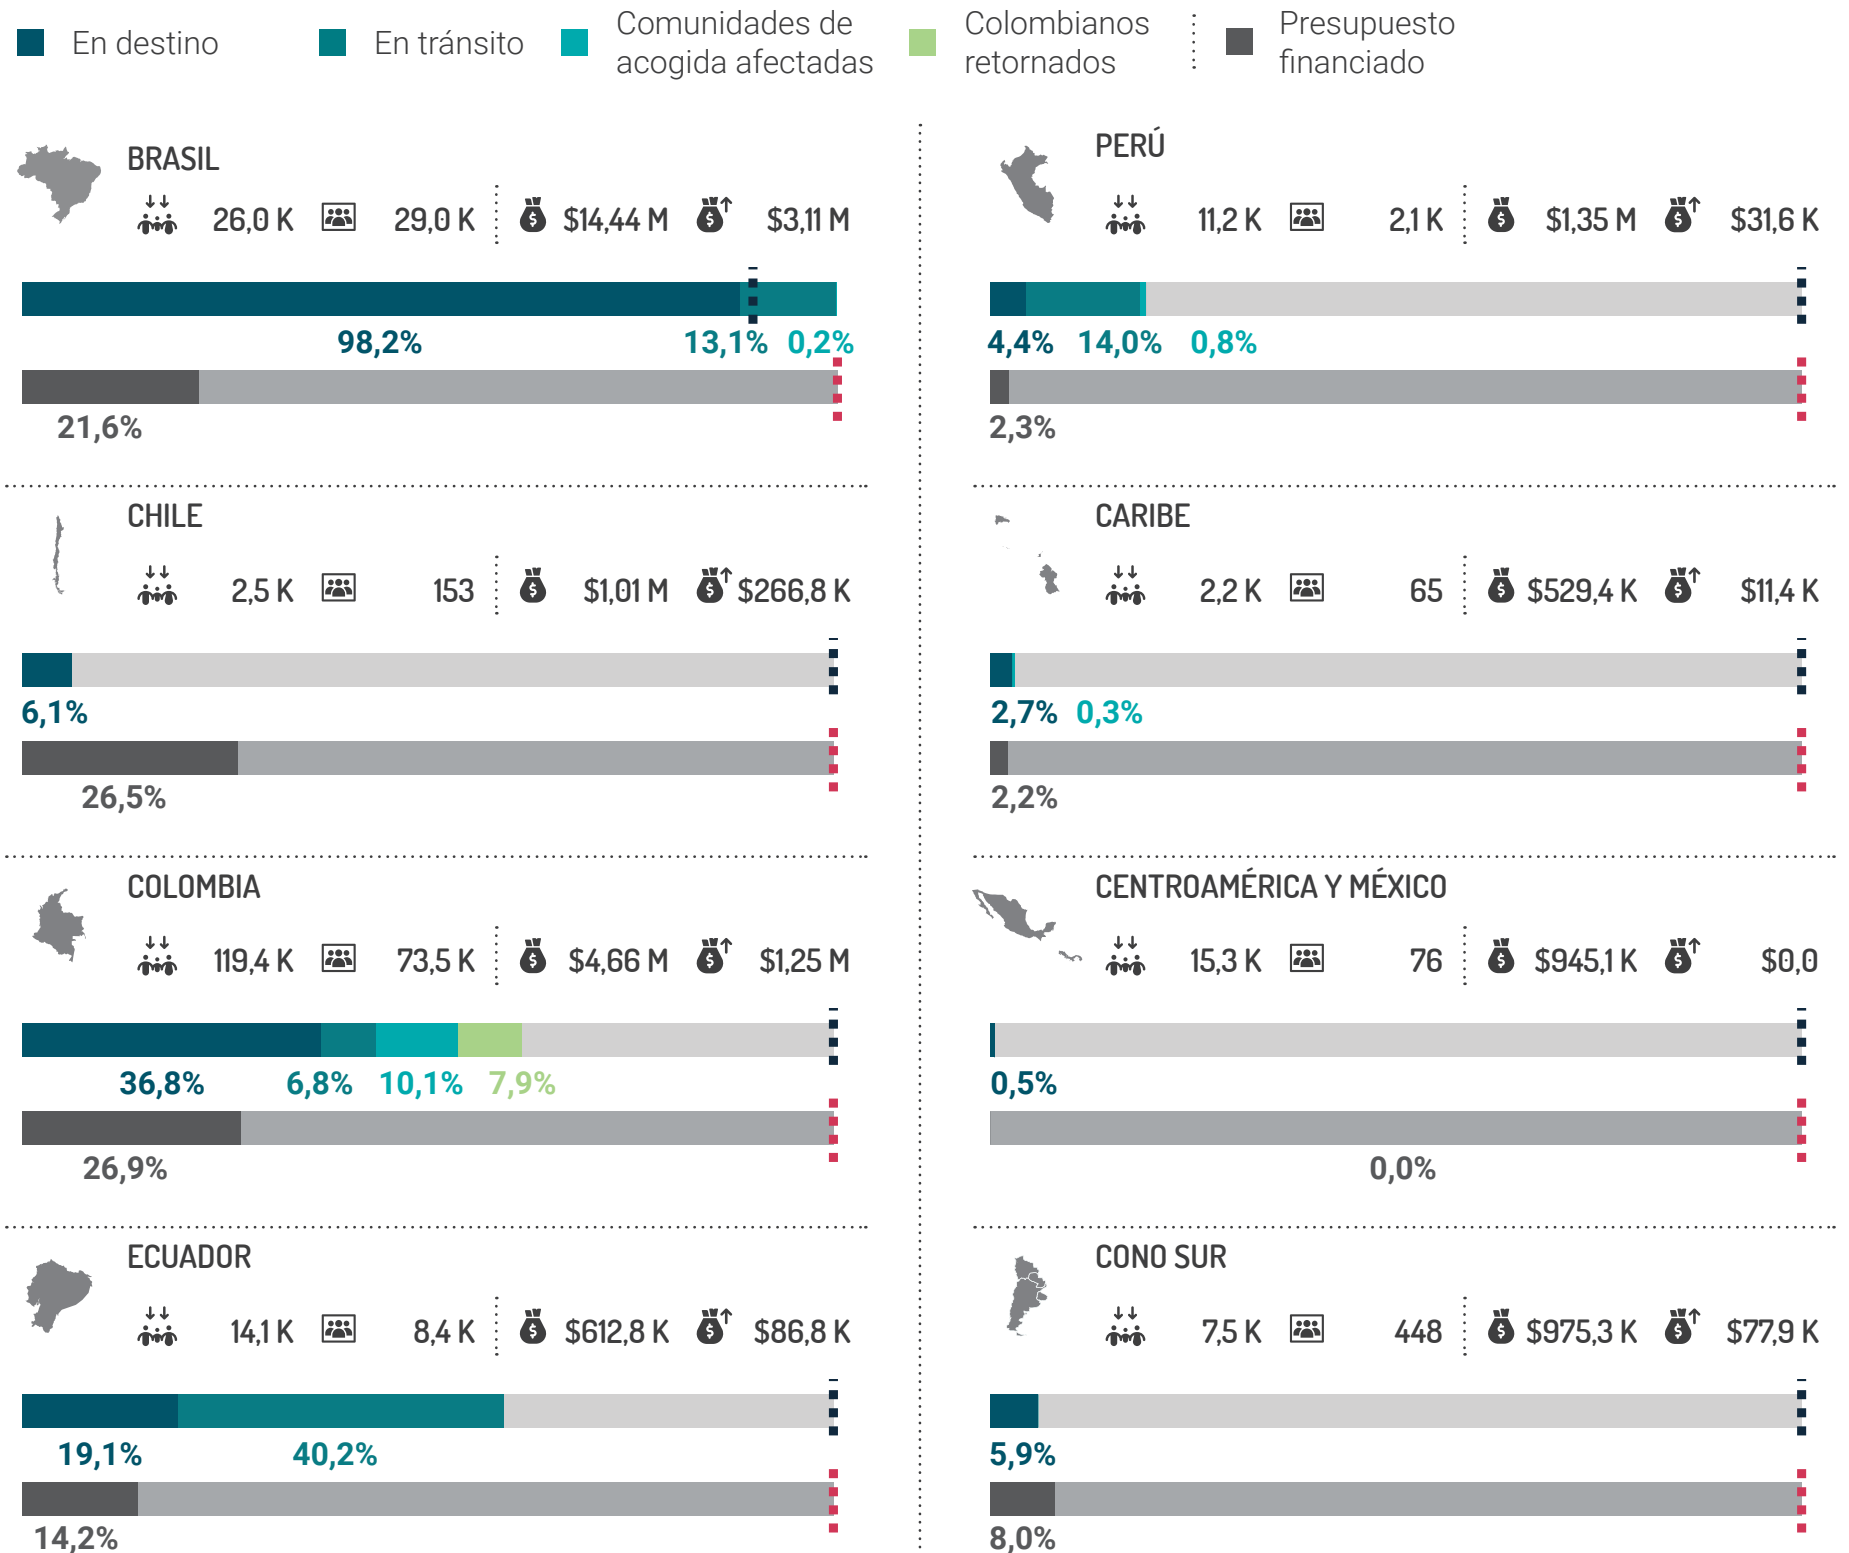 En destino
En tránsito
Comunidades de
acogida afectadas
Colombianos
retornados
Presupuesto
financiado
BRASIL
26,0 K 29,0 K $14,44 M $3,11 M
98,2% 13,1% 0,2%
21,6%
CHILE
2,5 K 153 $1,01 M $266,8 K
6,1%
26,5%
COLOMBIA
119,4 K 73,5 K $4,66 M $1,25 M
36,8% 6,8% 10,1% 7,9%
26,9%
ECUADOR
14,1 K 8,4 K $612,8 K $86,8 K
19,1% 40,2%
14,2%
PERÚ
11,2 K 2,1 K $1,35 M $31,6 K
4,4% 14,0% 0,8%
2,3%
CARIBE
2,2 K 65 $529,4 K $11,4 K
2,7% 0,3%
2,2%
CENTROAMÉRICA Y MÉXICO
15,3 K 76 $945,1 K $0,0
0,5%
0,0%
CONO SUR
7,5 K 448 $975,3 K $77,9 K
5,9%
8,0%